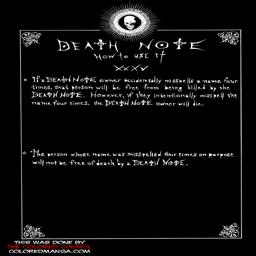 DEATH NOTE
HOW TO USE IT
XXXV
If a DEATH NOTE owner accidentally misspells a name four
times, that person will be free from being killed by the
DEATH NOTE. However, if they intentionally misspell the
name four times, the DEATH NOTE owner will die.
The person whose name was misspelled four times on purpose
will not be free of death by a DEATH NOTE.
THIS WAS DONE BY
THE COLORED COUNCIL
COLOREDMANGA.COM